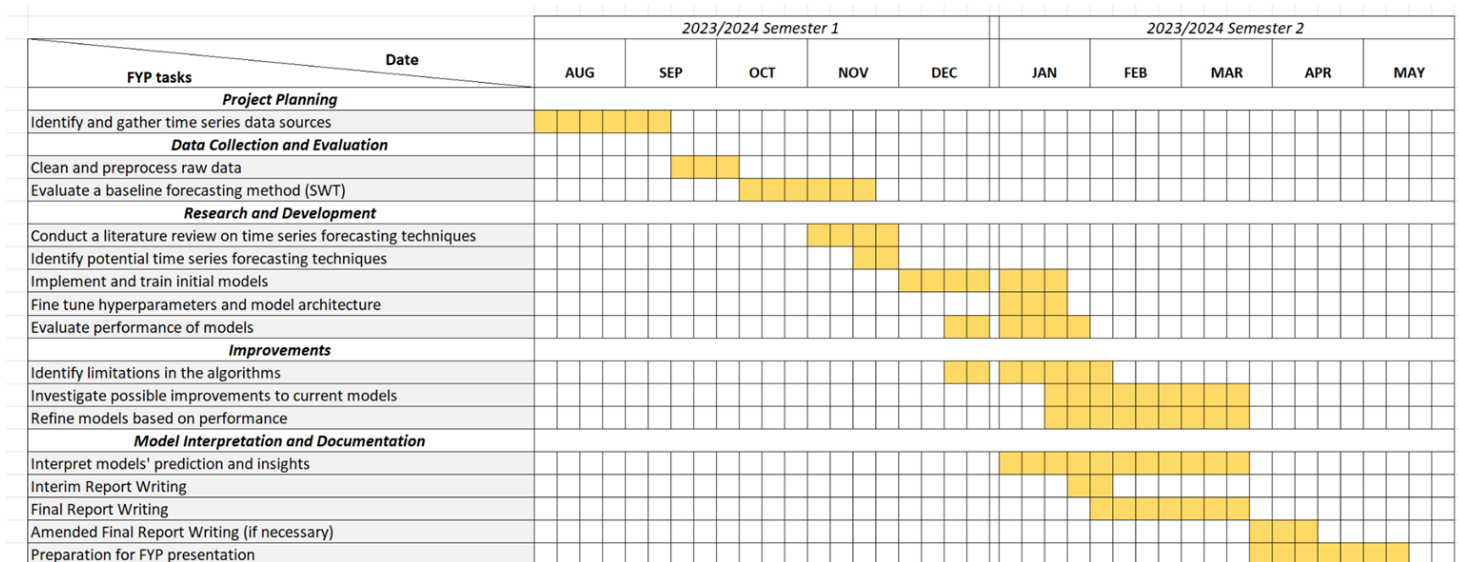 2023/2024 Semester 1 2023/2024 Semester 2
Date
FYP tasks
AUG SEP OCT NOV DEC JAN FEB MAR APR MAY
Project Planning
Identify and gather time series data sources
Data Collection and Evaluation
Clean and preprocess raw data
Evaluate a baseline forecasting method (SWT)
Research and Development
Conduct a literature review on time series forecasting techniques
Identify potential time series forecasting techniques
Implement and train initial models
Fine tune hyperparameters and model architecture
Evaluate performance of models
Improvements
Identify limitations in the algorithms
Investigate possible improvements to current models
Refine models based on performance
Model Interpretation and Documentation
Interpret models' prediction and insights
Interim Report Writing
Final Report Writing
Amended Final Report Writing (if necessary)
Preparation for FYP presentation